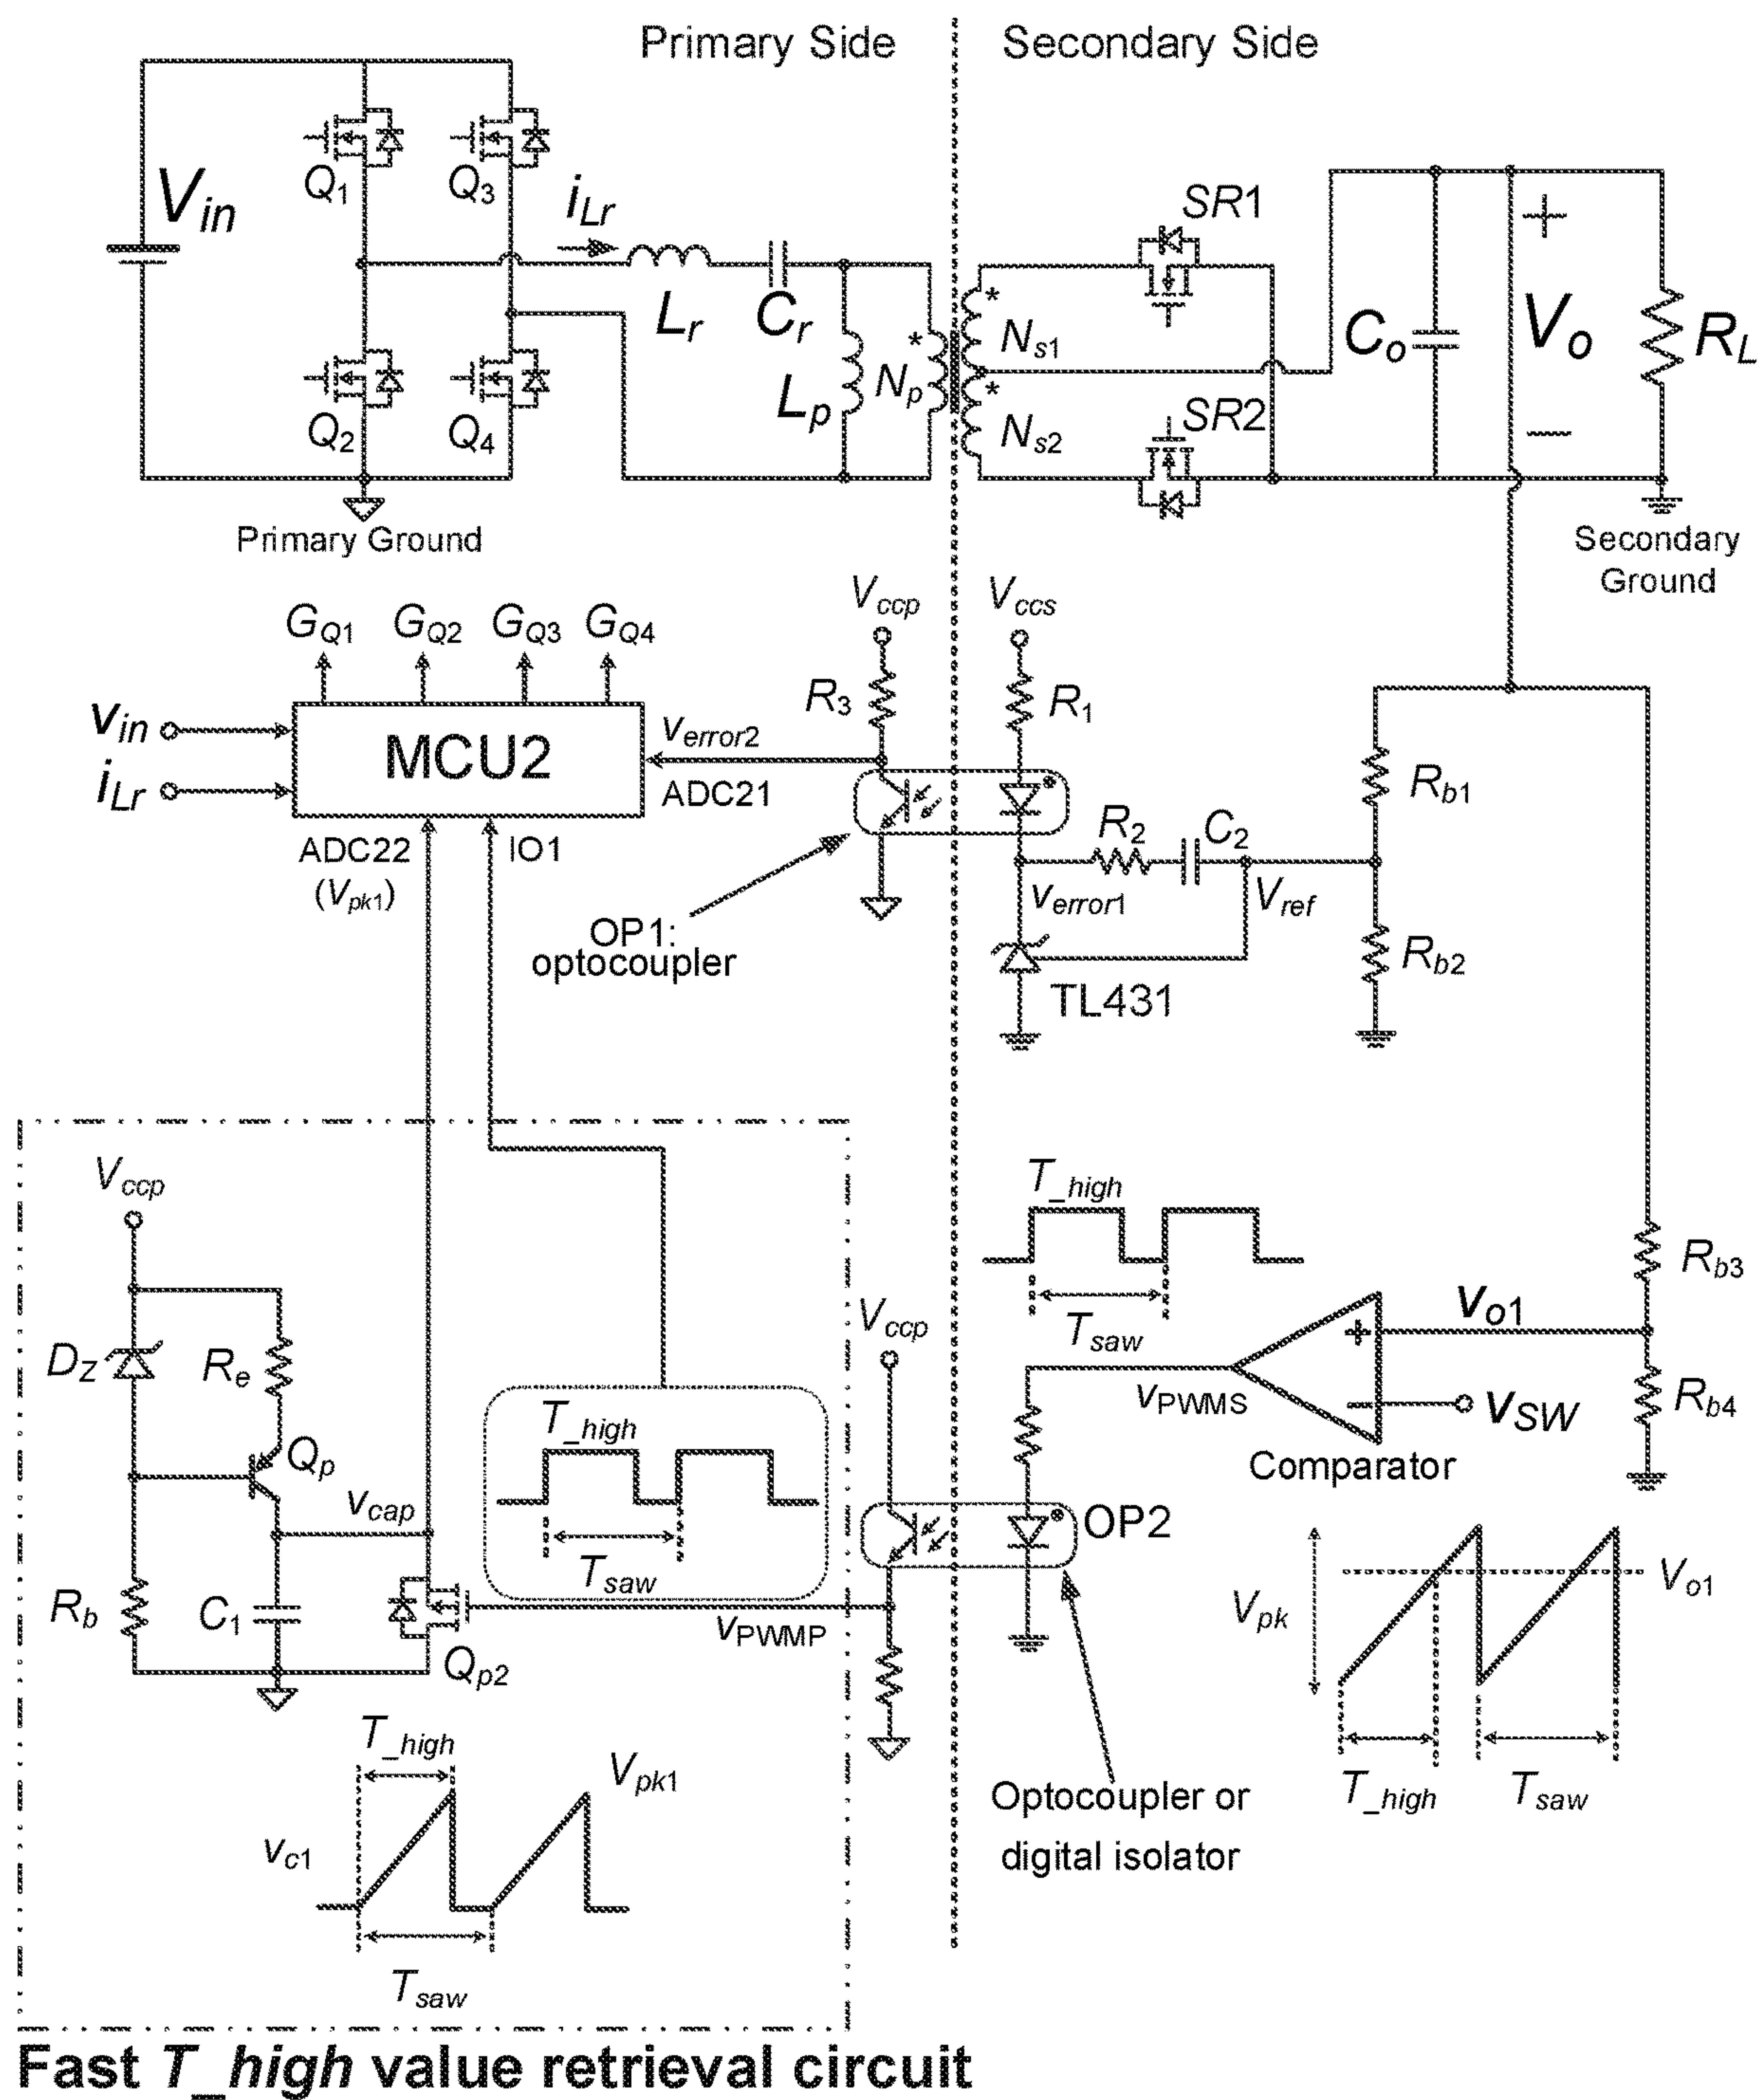 Primary Side
Secondary Side
Vin
Q1
Q3
iLr
Lr
Cr
Q2
Q4
Lp
Np
Ns1
Ns2
SR1
SR2
Co
+
Vo
−
RL
Primary Ground
Secondary
Ground
GQ1
GQ2
GQ3
GQ4
Vccp
Vccs
R3
R1
vin
iLr
MCU2
verror2
ADC21
ADC22
(Vpk1)
IO1
OP1:
optocoupler
R2
C2
verror1
Vref
TL431
Rb1
Rb2
Vccp
DZ
Re
Qp
vcap
Rb
C1
Qp2
T_high
Tsaw
vPWMP
T_high
Tsaw
Vccp
vPWMS
+
−
vo1
vSW
Comparator
Rb3
Rb4
OP2
Vo1
Vpk
T_high
Tsaw
Optocoupler or
digital isolator
T_high
Vpk1
vc1
Tsaw
Fast T_high value retrieval circuit